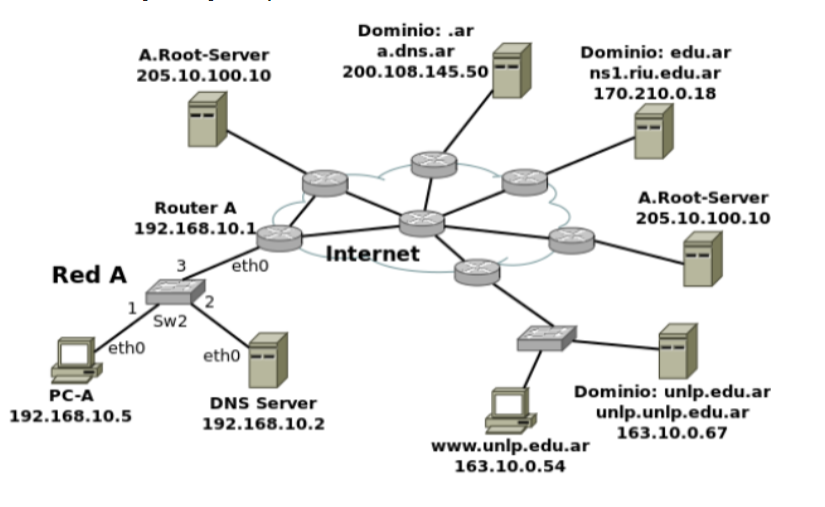 Dominio: .ar
a.dns.ar
200.108.145.50
A.Root-Server
205.10.100.10
Dominio: edu.ar
ns1.riu.edu.ar
170.210.0.18
A.Root-Server
205.10.100.10
Router A
192.168.10.1
Internet
Red A
3
eth0
1
2
Sw2
eth0
eth0
PC-A
192.168.10.5
DNS Server
192.168.10.2
Dominio: unlp.edu.ar
unlp.unlp.edu.ar
163.10.0.67
www.unlp.edu.ar
163.10.0.54